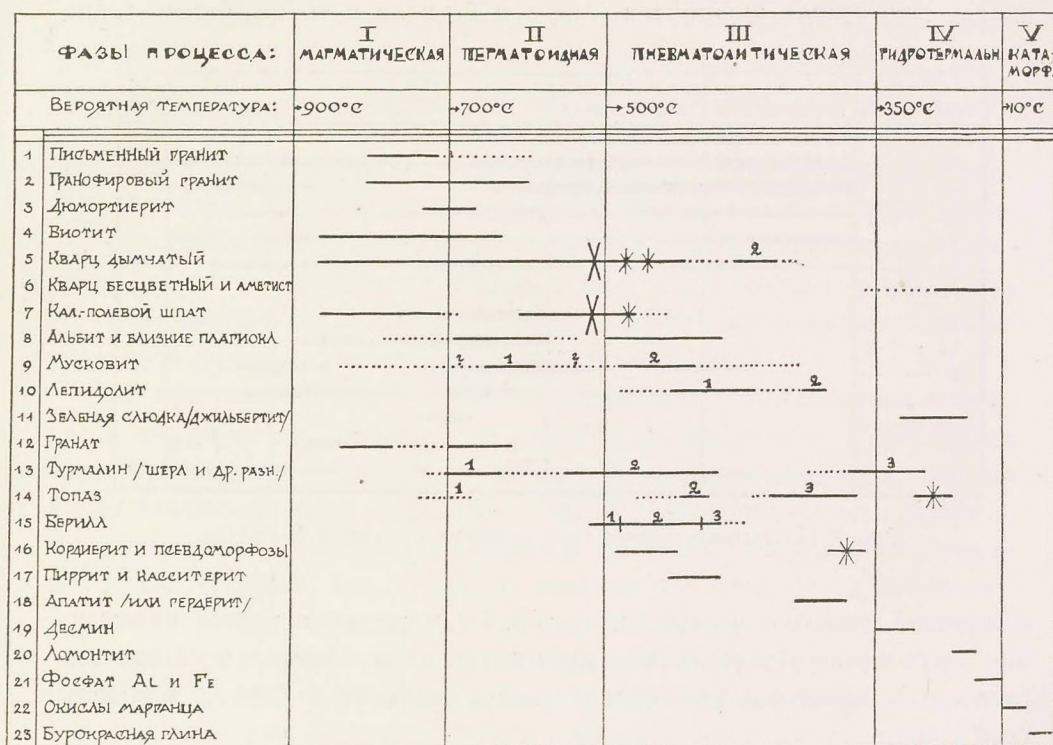 I II III IV V
ФАЗЫ ПРОЦЕССА: МАГМАТИЧЕСКАЯ ПЕГМАТОИДНАЯ ПНЕВМАТОЛИТИЧЕСКАЯ ГИДРОТЕРМАЛЬН. КАТА-
МОРФ.
ВЕРОЯТНАЯ ТЕМПЕРАТУРА: →900°С →700°С →500°С →350°С →10°С
1 ПИСЬМЕННЫЙ ГРАНИТ
2 ГРАНОФИРОВЫЙ ГРАНИТ
3 ДЮМОРТИЕРИТ
4 БИОТИТ
5 КВАРЦ ДЫМЧАТЫЙ 2
6 КВАРЦ БЕСЦВЕТНЫЙ И АМЕТИСТ
7 КАЛ.-ПОЛЕВОЙ ШПАТ
8 АЛЬБИТ И БЛИЗКИЕ ПЛАГИОКЛ.
9 МУСКОВИТ ? 1 ? 2
10 ЛЕПИДОЛИТ 1 2
11 ЗЕЛЕНАЯ СЛЮДКА/ДЖИЛЬБЕРТИТ/
12 ГРАНАТ
13 ТУРМАЛИН /ШЕРЛ И ДР. РАЗН./ 1 2 3
14 ТОПАЗ 1 2 3
15 БЕРИЛЛ 1 2 3
16 КОРДИЕРИТ И ПСЕВДОМОРФОЗЫ
17 ПИРРИТ И КАССИТЕРИТ
18 АПАТИТ /ИЛИ ГЕРДЕРИТ/
19 ДЕСМИН
20 ЛОМОНТИТ
21 ФОСФАТ AL И FE
22 ОКИСЛЫ МАРГАНЦА
23 БУРОКРАСНАЯ ГЛИНА